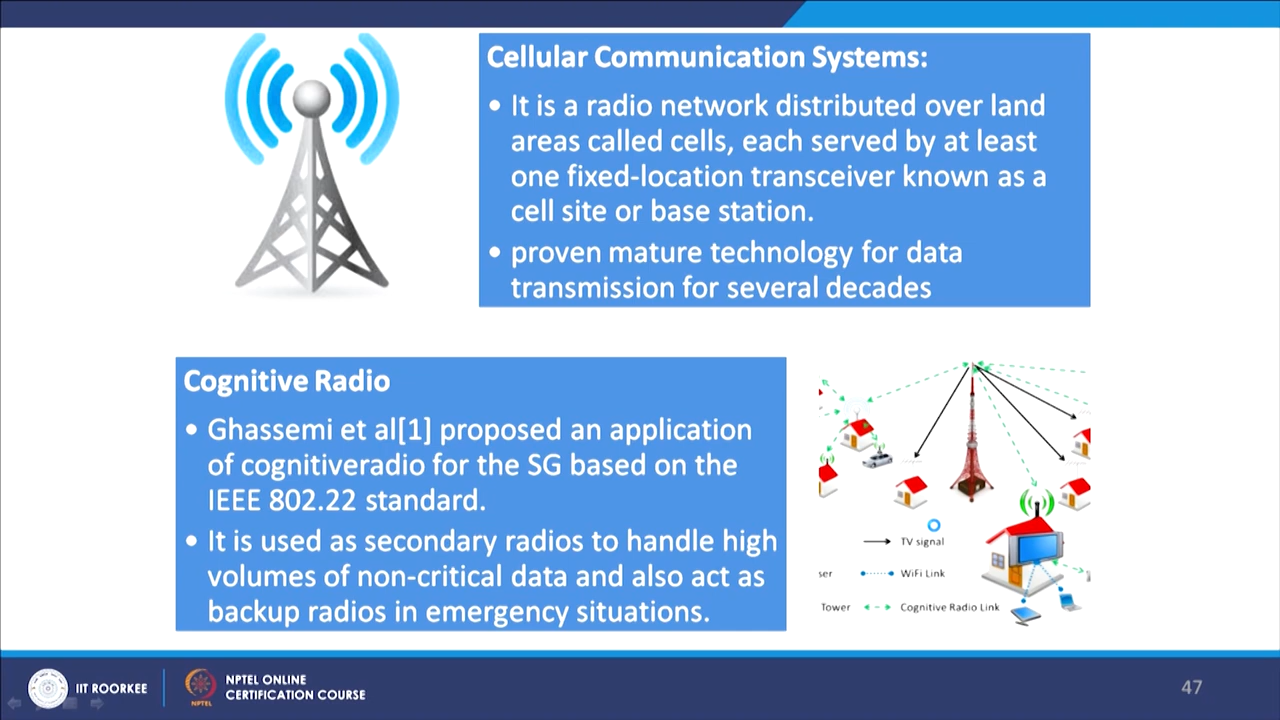 Cellular Communication Systems:
• It is a radio network distributed over land
areas called cells, each served by at least
one fixed-location transceiver known as a
cell site or base station.
• proven mature technology for data
transmission for several decades
Cognitive Radio
• Ghassemi et al[1] proposed an application
of cognitiveradio for the SG based on the
IEEE 802.22 standard.
• It is used as secondary radios to handle high
volumes of non-critical data and also act as
backup radios in emergency situations.
TV signal
ser
WiFi Link
Tower
Cognitive Radio Link
IIT ROORKEE
NPTEL
NPTEL ONLINE
CERTIFICATION COURSE
47